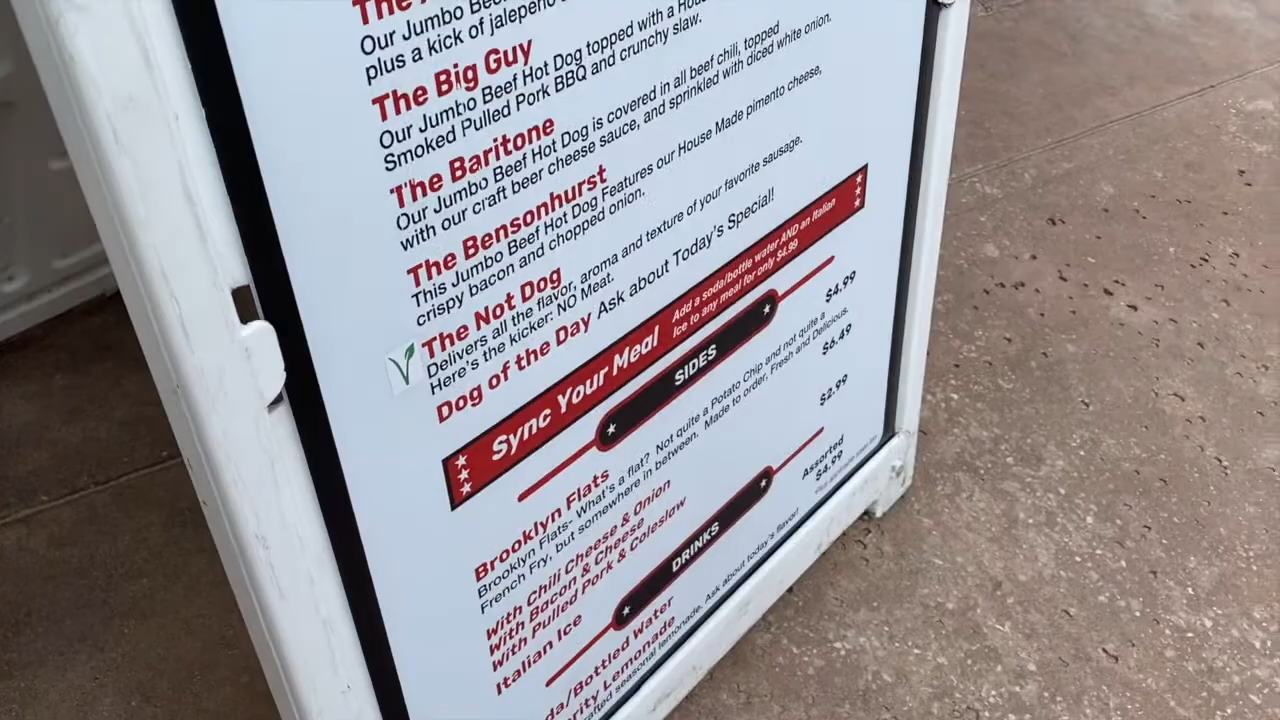 The
Our Jumbo Beef
plus a kick of jalapeño
The Big Guy
Our Jumbo Beef Hot Dog topped with a
Smoked Pulled Pork BBQ and crunchy slaw.
The Baritone
Our Jumbo Beef Hot Dog is covered in all beef chili, topped
with our craft beer cheese sauce, and sprinkled with diced white onion.
The Bensonhurst
This Jumbo Beef Hot Dog Features our House Made pimento cheese,
crispy bacon and chopped onion.
The Not Dog
Delivers all the flavor, aroma and texture of your favorite sausage.
Here's the kicker: NO Meat.
Dog of the Day Ask about Today's Special!
Sync Your Meal
Add a soda/bottle water AND an Italian
Ice to any meal for only $4.99
SIDES
Brooklyn Flats $4.99
Brooklyn Flats- What's a flat? Not quite a Potato Chip and not quite a
French Fry, but somewhere in between. Made to order, Fresh and Delicious.
With Chili Cheese & Onion $6.49
With Bacon & Cheese
With Pulled Pork & Coleslaw
Italian Ice $2.99
DRINKS
da/Bottled Water Assorted
rity Lemonade $4.99
rafted seasonal lemonade. Ask about today's flavor!